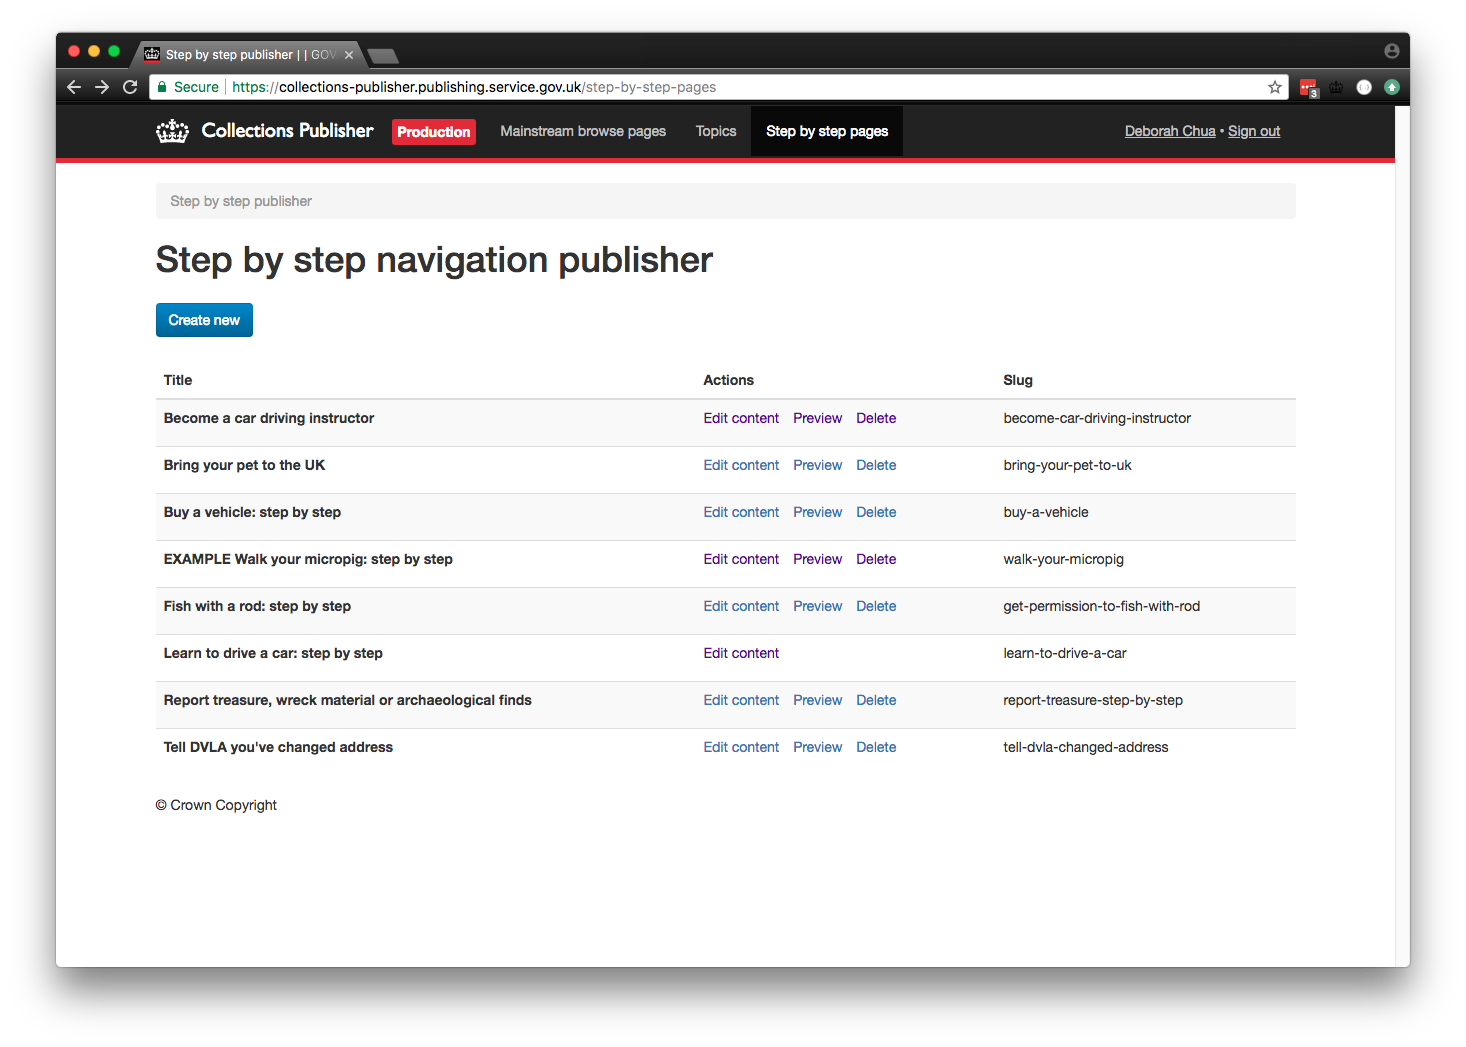 Step by step publisher | | GOV
Secure https://collections-publisher.publishing.service.gov.uk/step-by-step-pages
3
Collections Publisher Production Mainstream browse pages Topics Step by step pages Deborah Chua • Sign out
Step by step publisher
Step by step navigation publisher
Create new
Title Actions Slug
Become a car driving instructor Edit content Preview Delete become-car-driving-instructor
Bring your pet to the UK Edit content Preview Delete bring-your-pet-to-uk
Buy a vehicle: step by step Edit content Preview Delete buy-a-vehicle
EXAMPLE Walk your micropig: step by step Edit content Preview Delete walk-your-micropig
Fish with a rod: step by step Edit content Preview Delete get-permission-to-fish-with-rod
Learn to drive a car: step by step Edit content learn-to-drive-a-car
Report treasure, wreck material or archaeological finds Edit content Preview Delete report-treasure-step-by-step
Tell DVLA you've changed address Edit content Preview Delete tell-dvla-changed-address
© Crown Copyright